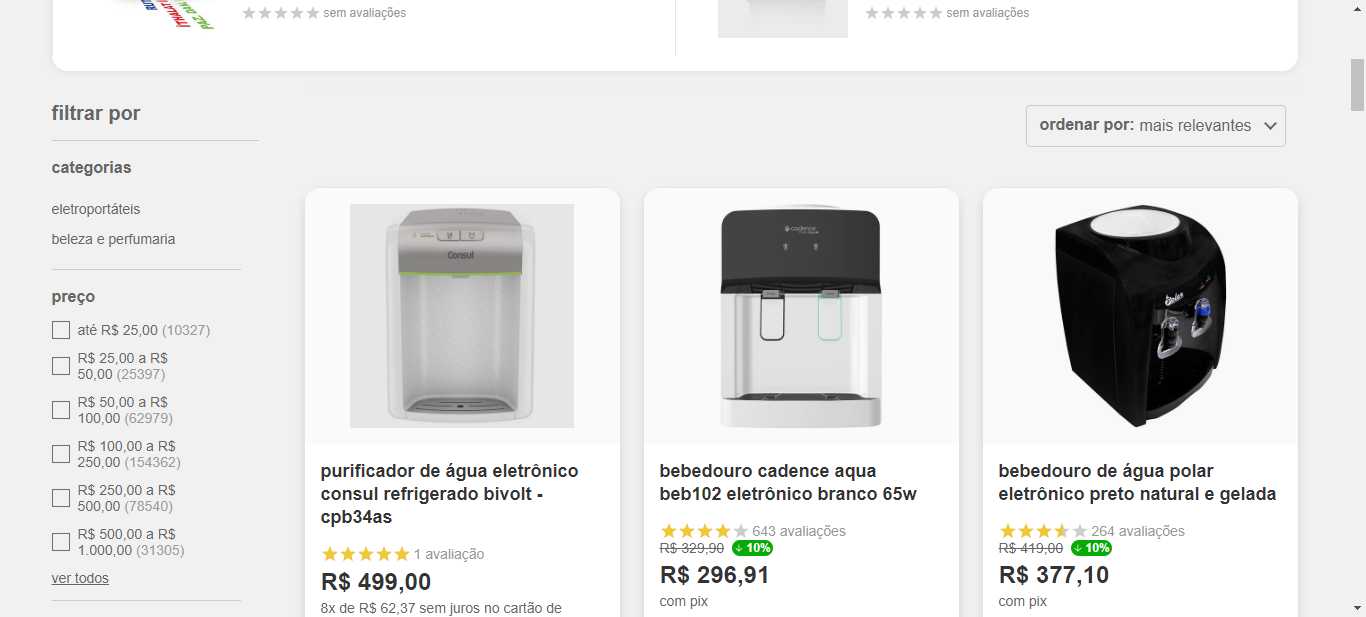 sem avaliações
sem avaliações
filtrar por
ordenar por: mais relevantes
categorias
eletroportáteis
beleza e perfumaria
preço
até R$ 25,00 (10327)
R$ 25,00 a R$
50,00 (25397)
R$ 50,00 a R$
100,00 (62979)
R$ 100,00 a R$
250,00 (154362)
R$ 250,00 a R$
500,00 (78540)
R$ 500,00 a R$
1.000,00 (31305)
ver todos
Consul
purificador de água eletrônico
consul refrigerado bivolt -
cpb34as
1 avaliação
R$ 499,00
8x de R$ 62,37 sem juros no cartão de
cadence
bebedouro cadence aqua
beb102 eletrônico branco 65w
643 avaliações
R$ 329,90 10%
R$ 296,91
com pix
Polar
bebedouro de água polar
eletrônico preto natural e gelada
264 avaliações
R$ 419,00 10%
R$ 377,10
com pix